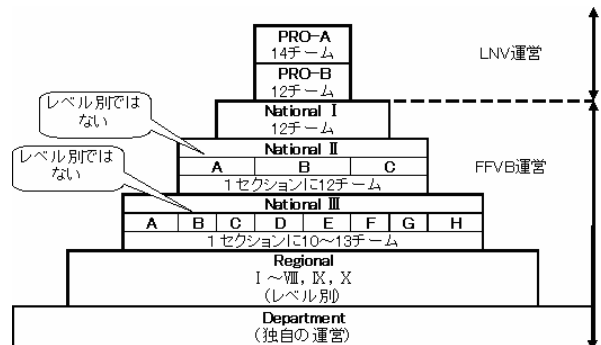 PRO-A
14チーム
LNV運営
PRO-B
12チーム
レベル別では
ない
National Ⅰ
12チーム
National Ⅱ
A B C
1セクションに12チーム
FFVB運営
レベル別では
ない
National Ⅲ
A B C D E F G H
1セクションに10～13チーム
Regional
Ⅰ～Ⅷ, Ⅸ, Ⅹ
(レベル別)
Department
(独自の運営)